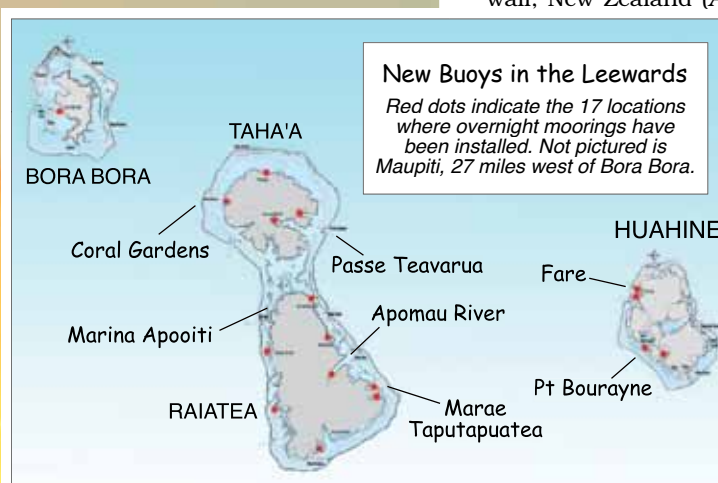 wall, New Zealand (A
New Buoys in the Leewards
Red dots indicate the 17 locations
where overnight moorings have
been installed. Not pictured is
Maupiti, 27 miles west of Bora Bora.
BORA BORA
TAHA'A
Coral Gardens
Passe Teavarua
HUAHINE
Fare
Marina Apooiti
Apomau River
Pt Bourayne
RAIATEA
Marae
Taputapuatea